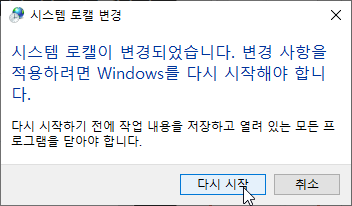 시스템 로캘 변경
시스템 로캘이 변경되었습니다. 변경 사항을
적용하려면 Windows를 다시 시작해야 합니
다.
다시 시작하기 전에 작업 내용을 저장하고 열려 있는 모든 프
로그램을 닫아야 합니다.
다시 시작
취소